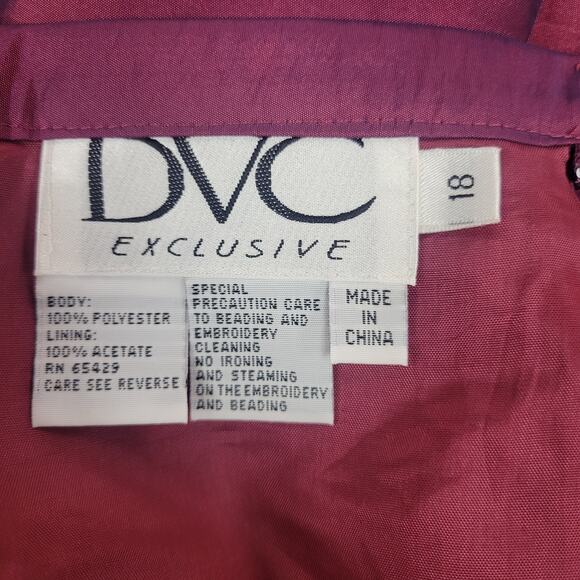 DVC
EXCLUSIVE
18
BODY:
100% POLYESTER
LINING:
100% ACETATE
RN 65429
CARE SEE REVERSE
SPECIAL
PRECAUTION CARE
TO BEADING AND
EMBROIDERY
CLEANING
NO IRONING
AND STEAMING
ON THE EMBROIDERY
AND BEADING
MADE
IN
CHINA